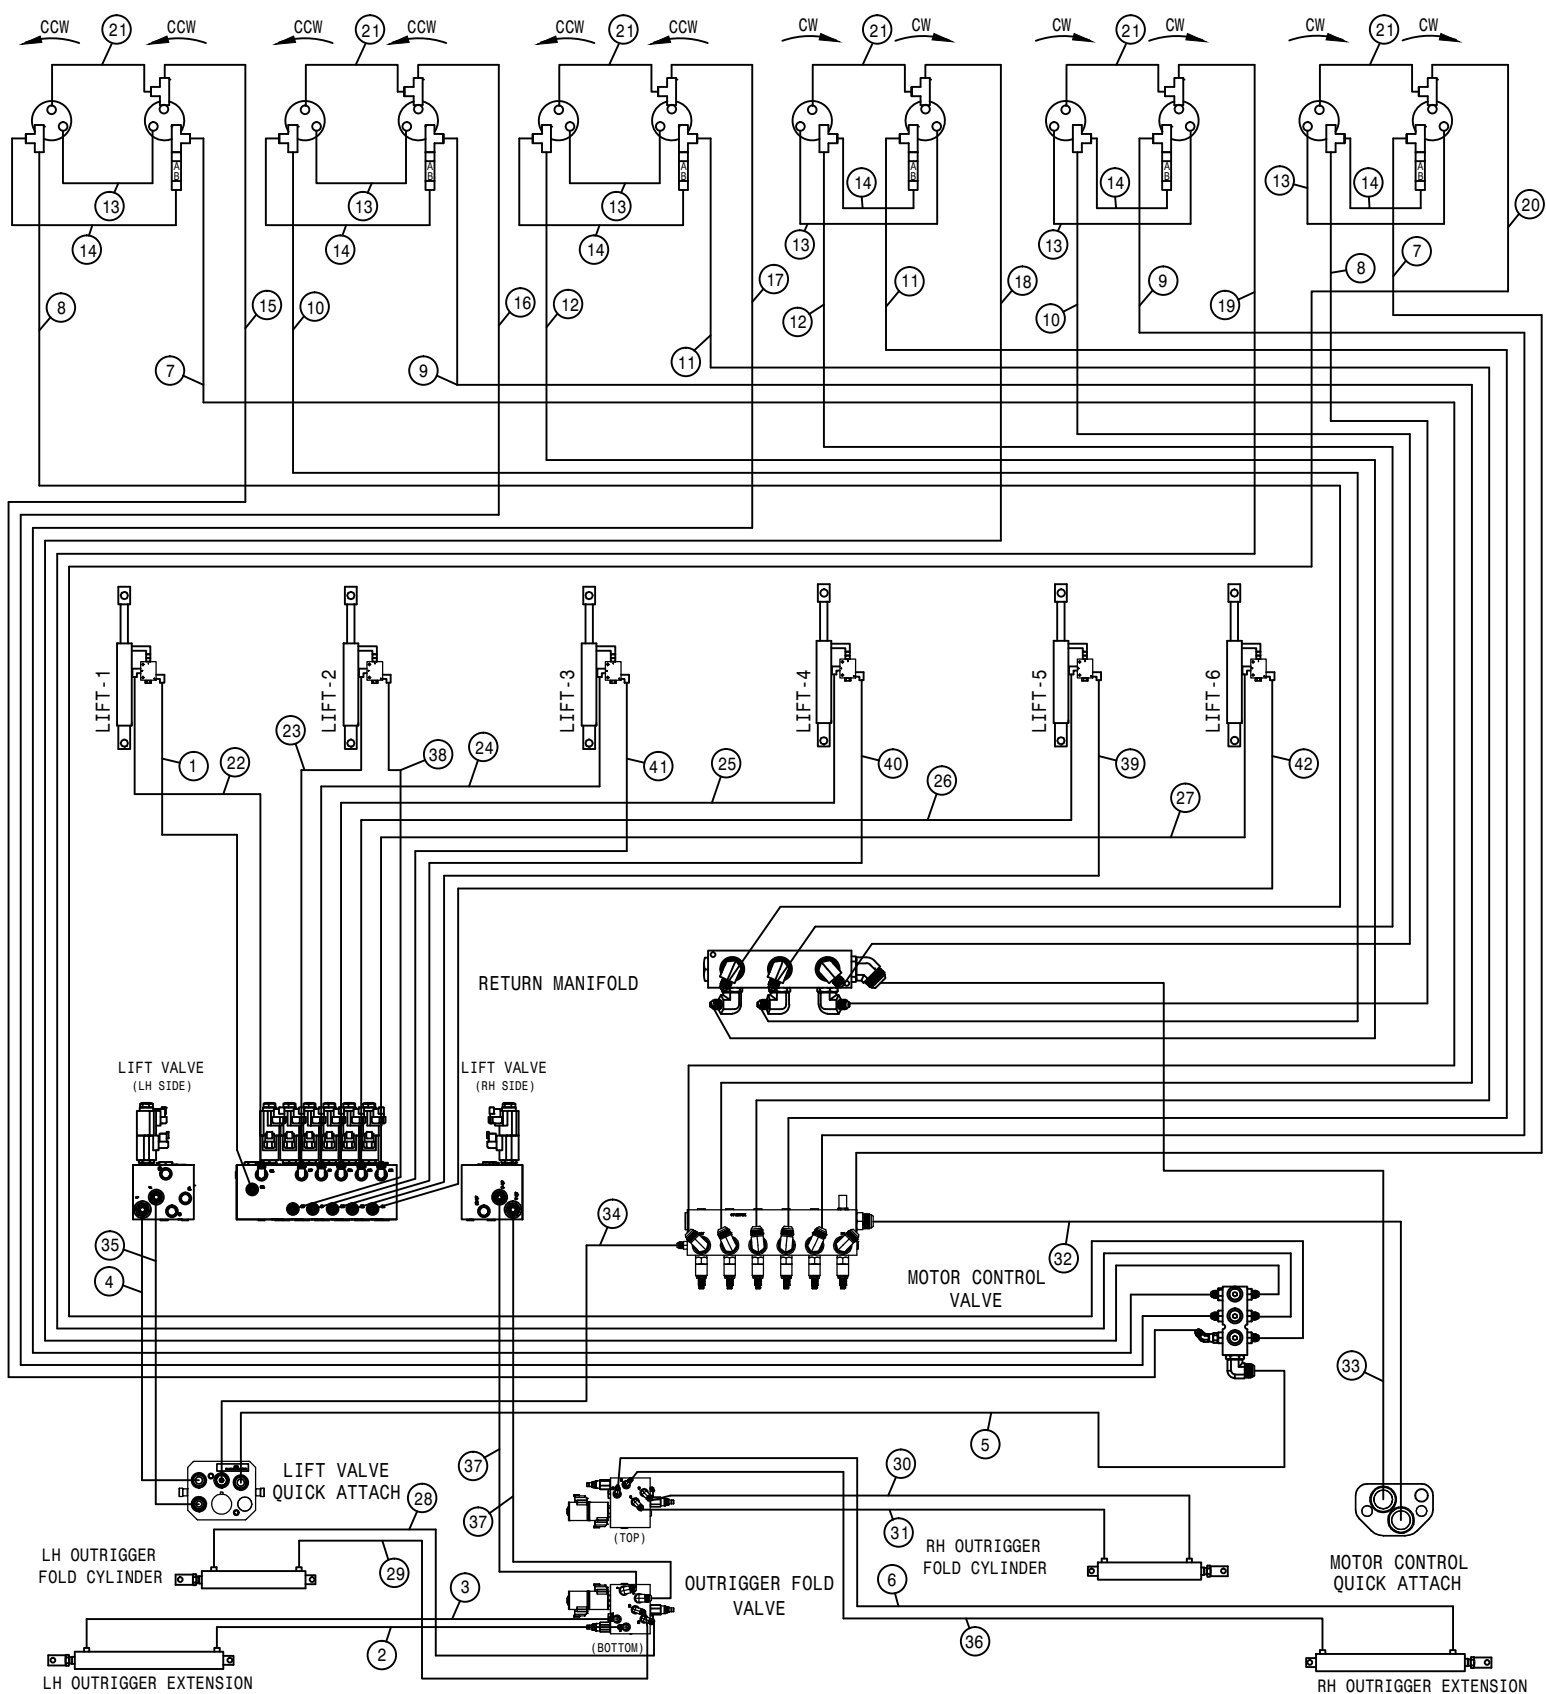 CCW 21 CCW CCW 21 CCW CCW 21 CCW CW 21 CW CW 21 CW CW 21 CW
A A A A A A
B B B B B B
14 14 13 14
13 13 13 20
14 14 14 13 13
7
8
17 11 18 9
8 15 10 16 12 12 10 19
11
7 9
LIFT-1
LIFT-2
LIFT-3
LIFT-4
LIFT-5
LIFT-6
23 38 24
1 22 41 25 40 39 42
26
27
RETURN MANIFOLD
LIFT VALVE
(LH SIDE)
LIFT VALVE
(RH SIDE)
34
35
4
32
MOTOR CONTROL
VALVE
33
5
37
30
LIFT VALVE
QUICK ATTACH
28
37
31
(TOP)
LH OUTRIGGER
FOLD CYLINDER
29
RH OUTRIGGER
FOLD CYLINDER
MOTOR CONTROL
QUICK ATTACH
3
OUTRIGGER FOLD
VALVE
6
2
(BOTTOM)
36
LH OUTRIGGER EXTENSION
RH OUTRIGGER EXTENSION